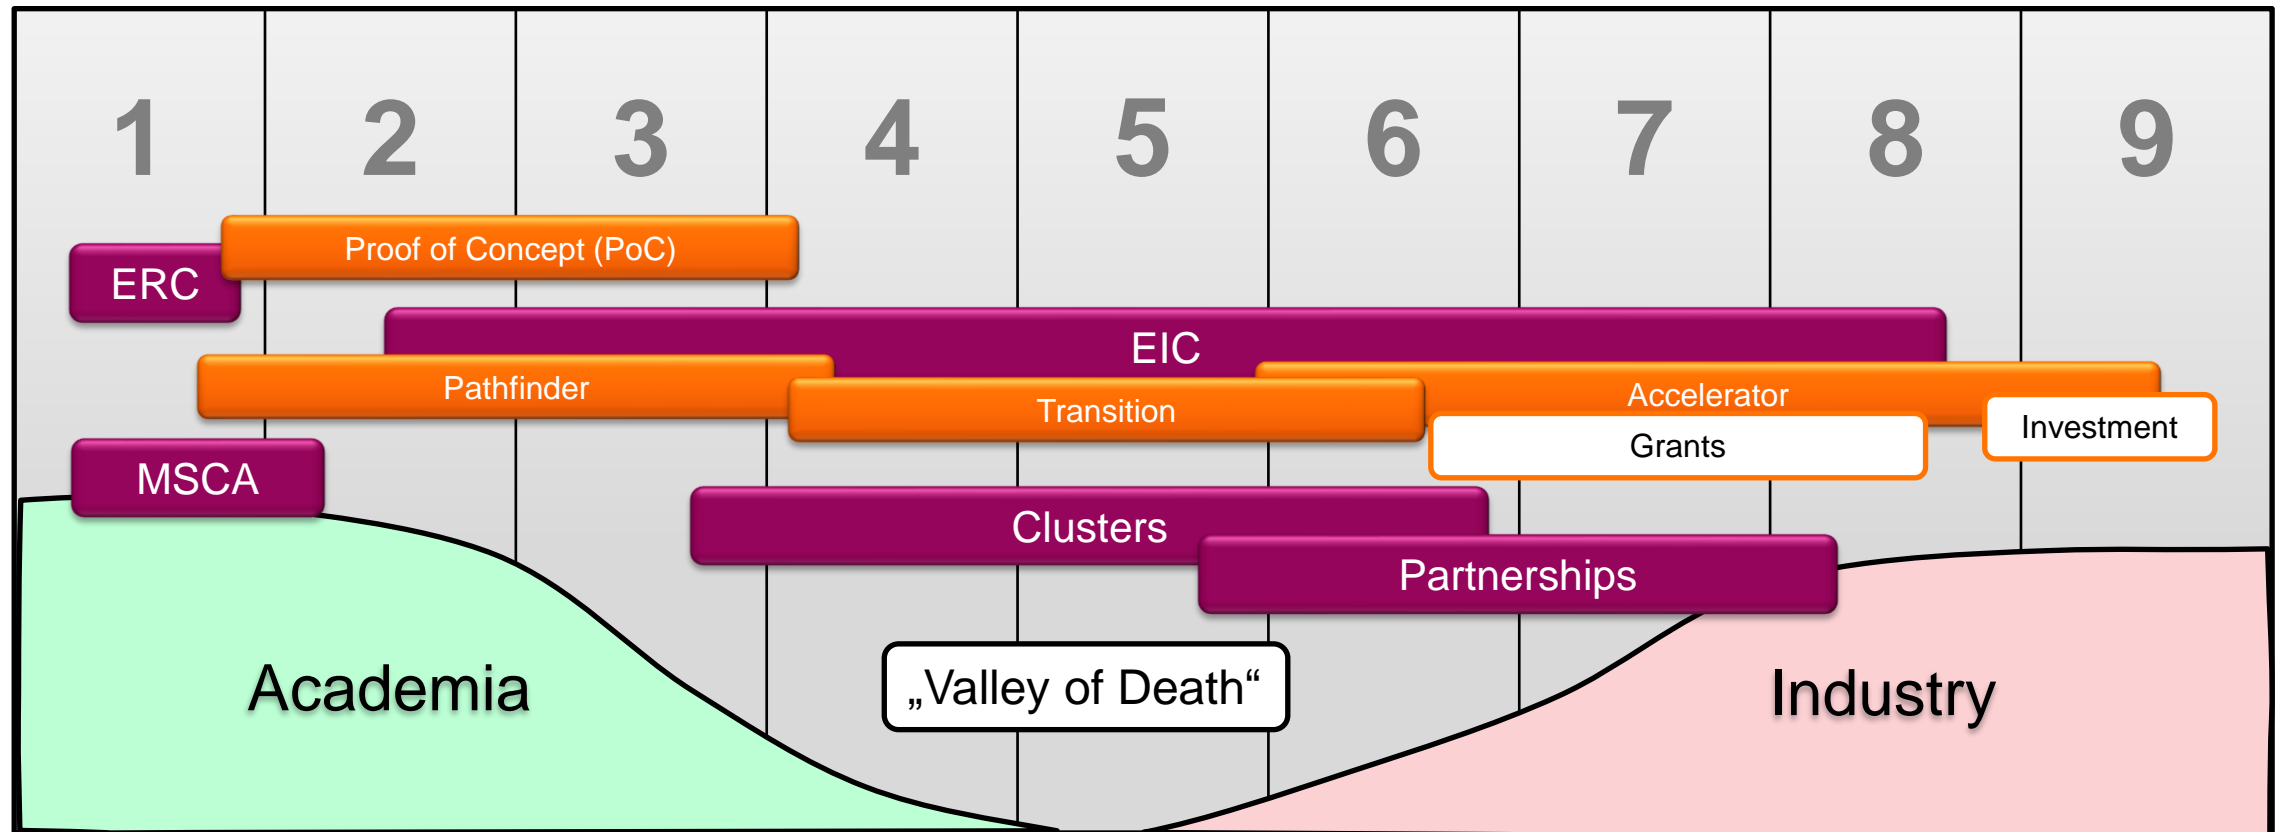 1 2 3 4 5 6 7 8 9
Proof of Concept (PoC)
ERC
EIC
Pathfinder
Accelerator
Transition
Investment
Grants
MSCA
Clusters
Partnerships
„Valley of Death“
Academia
Industry